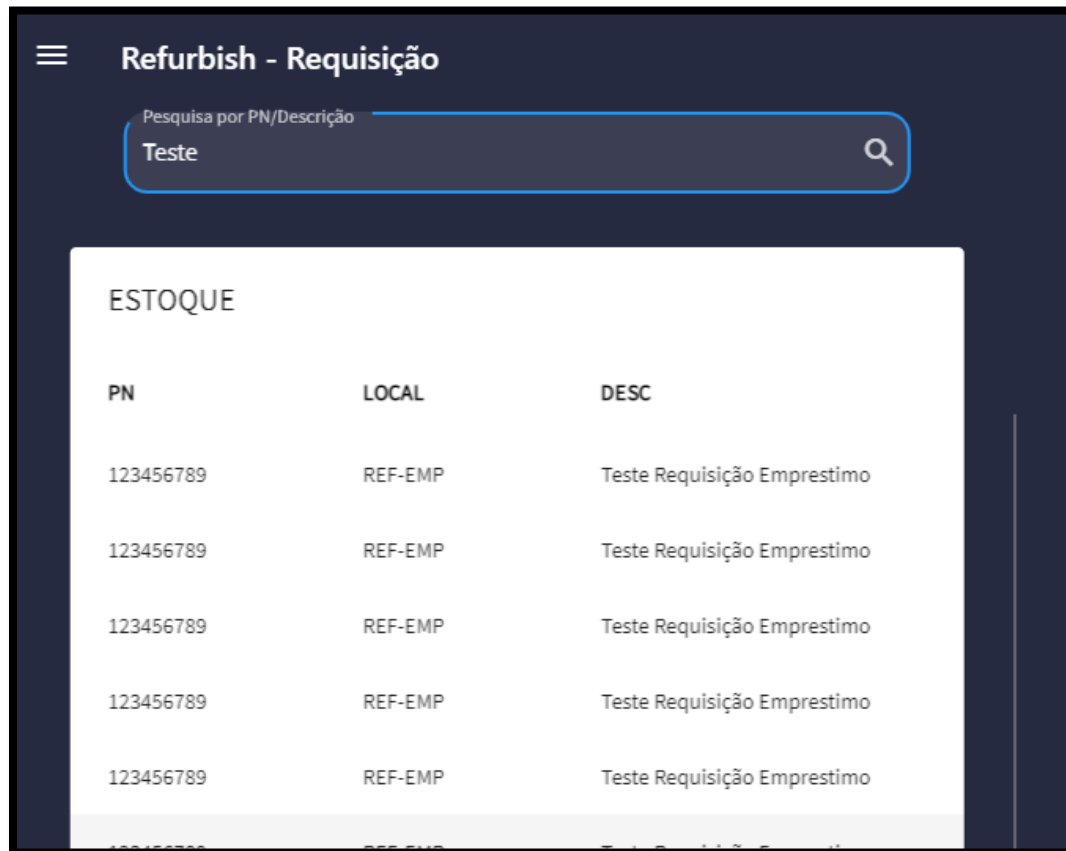 Refurbish - Requisição
Pesquisa por PN/Descrição
Teste
ESTOQUE
PN LOCAL DESC
123456789 REF-EMP Teste Requisição Emprestimo
123456789 REF-EMP Teste Requisição Emprestimo
123456789 REF-EMP Teste Requisição Emprestimo
123456789 REF-EMP Teste Requisição Emprestimo
123456789 REF-EMP Teste Requisição Emprestimo